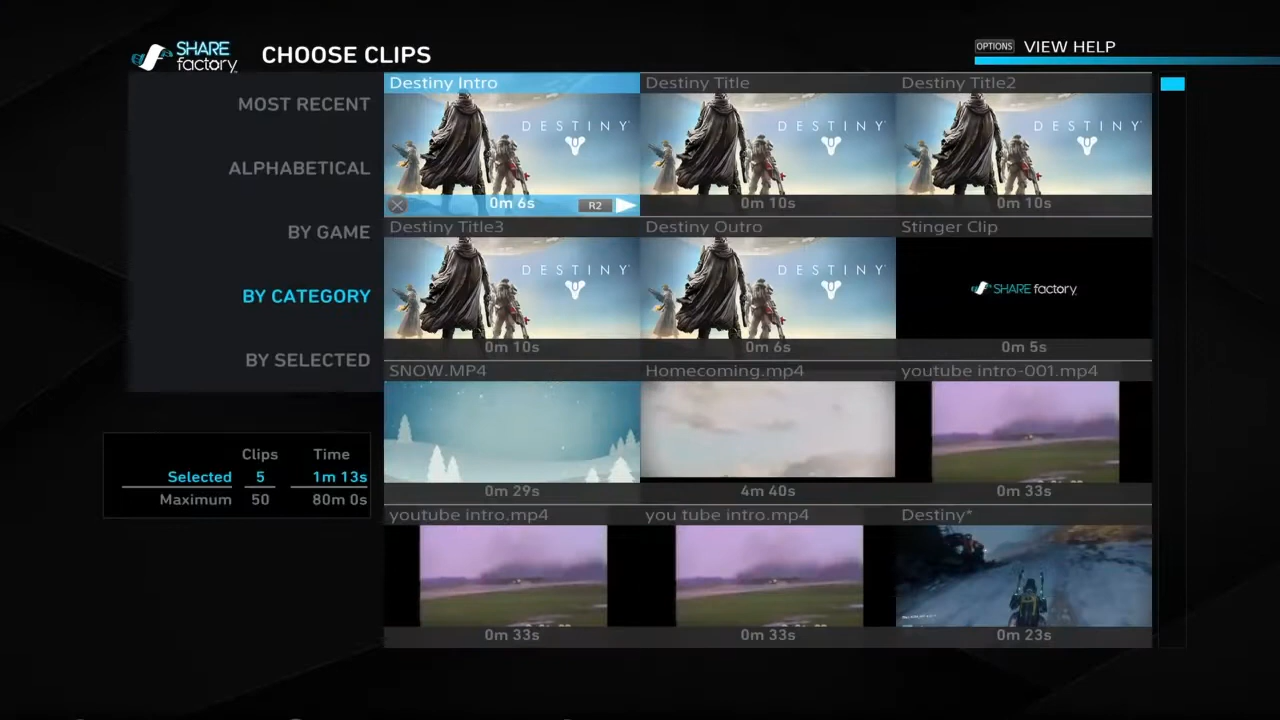 SHARE
factory™
CHOOSE CLIPS
OPTIONS VIEW HELP
MOST RECENT
ALPHABETICAL
BY GAME
BY CATEGORY
BY SELECTED
Clips Time
Selected 5 1m 13s
Maximum 50 80m 0s
Destiny Intro
DESTINY
0m 6s R2
Destiny Title
DESTINY
0m 10s
Destiny Title2
DESTINY
0m 10s
Destiny Title3
DESTINY
0m 10s
Destiny Outro
DESTINY
0m 6s
Stinger Clip
SHARE factory
0m 5s
SNOW.MP4
0m 29s
Homecoming.mp4
4m 40s
youtube intro-001.mp4
0m 33s
youtube intro.mp4
0m 33s
you tube intro.mp4
0m 33s
Destiny*
0m 23s